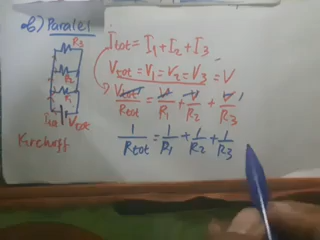 b) Paralel
R3
R2
R1
Itot
Vtot
Kirchoff
Itot = I1 + I2 + I3
Vtot = V1 = V2 = V3 = V
Vtot/Rtot = V/R1 + V/R2 + V/R3
1/Rtot = 1/R1 + 1/R2 + 1/R3